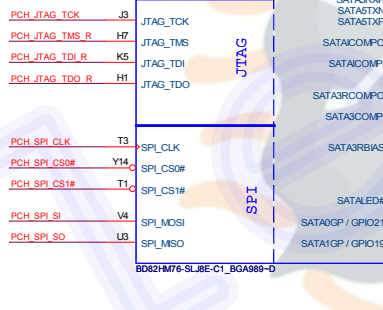 SATA5TXN
PCH_JTAG_TCK J3 JTAG_TCK SATA5TXP
PCH_JTAG_TMS_R H7 JTAG_TMS SATAICOMPO
PCH_JTAG_TDI_R K5 JTAG_TDI SATAICOMPI
PCH_JTAG_TDO_R H1 JTAG_TDO
JTAG
SATA3RCOMPO
SATA3COMPI
PCH_SPI_CLK T3 SPI_CLK SATA3RBIAS
PCH_SPI_CS0# Y14 SPI_CS0#
PCH_SPI_CS1# T1 SPI_CS1#
SPI
SATALED#
PCH_SPI_SI V4 SPI_MOSI SATA0GP / GPIO21
PCH_SPI_SO U3 SPI_MISO SATA1GP / GPIO19
BD82HM76-SLJ8E-C1_BGA989~D